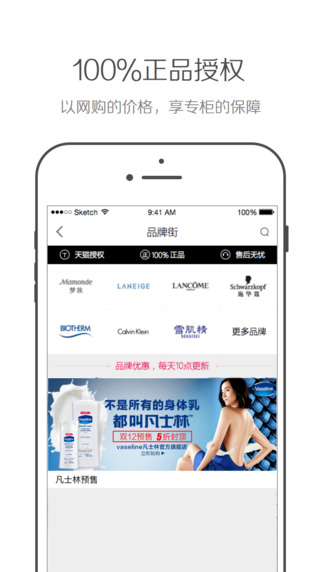 100%正品授权
以网购的价格，享专柜的保障
Sketch 9:41 AM 100%
品牌街
天猫授权 正 100% 正品 售后无忧
Mamonde LANEIGE LANCÔME Schwarzkopf
梦妆 施华蔻
BIOTHERM Calvin Klein 雪肌精 更多品牌
SEKKISEI
品牌优惠，每天10点更新
Vaseline
不是所有的身体乳
都叫凡士林
双12预售 5折封顶
vaseline凡士林官方旗舰店
立即抢购
凡士林预售